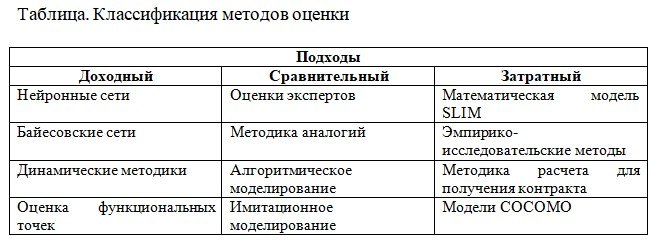 Таблица. Классификация методов оценки
Подходы
Доходный Сравнительный Затратный
Нейронные сети Оценки экспертов Математическая модель
SLIM
Байесовские сети Методика аналогий Эмпирико-
исследовательские методы
Динамические методики Алгоритмическое Методика расчета для
моделирование получения контракта
Оценка функциональных Имитационное Модели COCOMO
точек моделирование